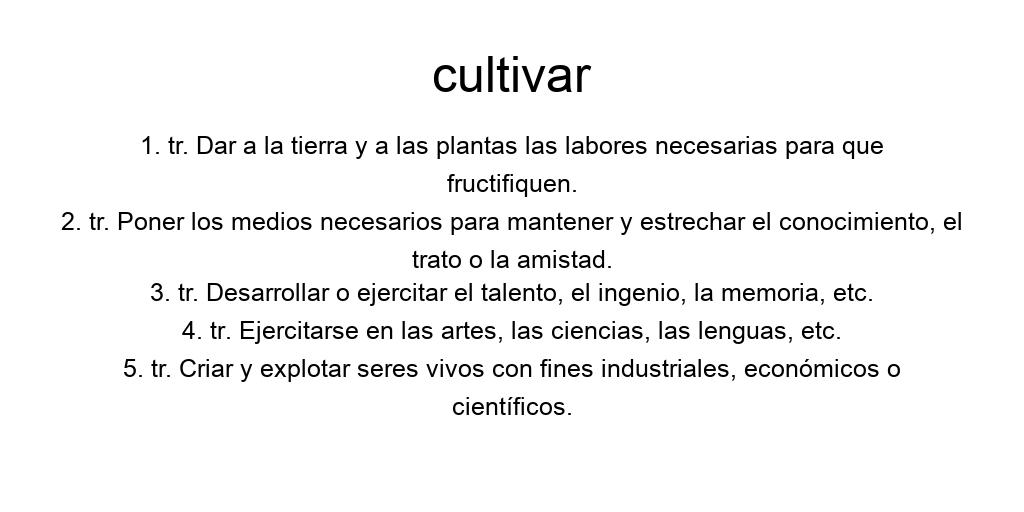 cultivar
1. tr. Dar a la tierra y a las plantas las labores necesarias para que
fructifiquen.
2. tr. Poner los medios necesarios para mantener y estrechar el conocimiento, el
trato o la amistad.
3. tr. Desarrollar o ejercitar el talento, el ingenio, la memoria, etc.
4. tr. Ejercitarse en las artes, las ciencias, las lenguas, etc.
5. tr. Criar y explotar seres vivos con fines industriales, económicos o
científicos.